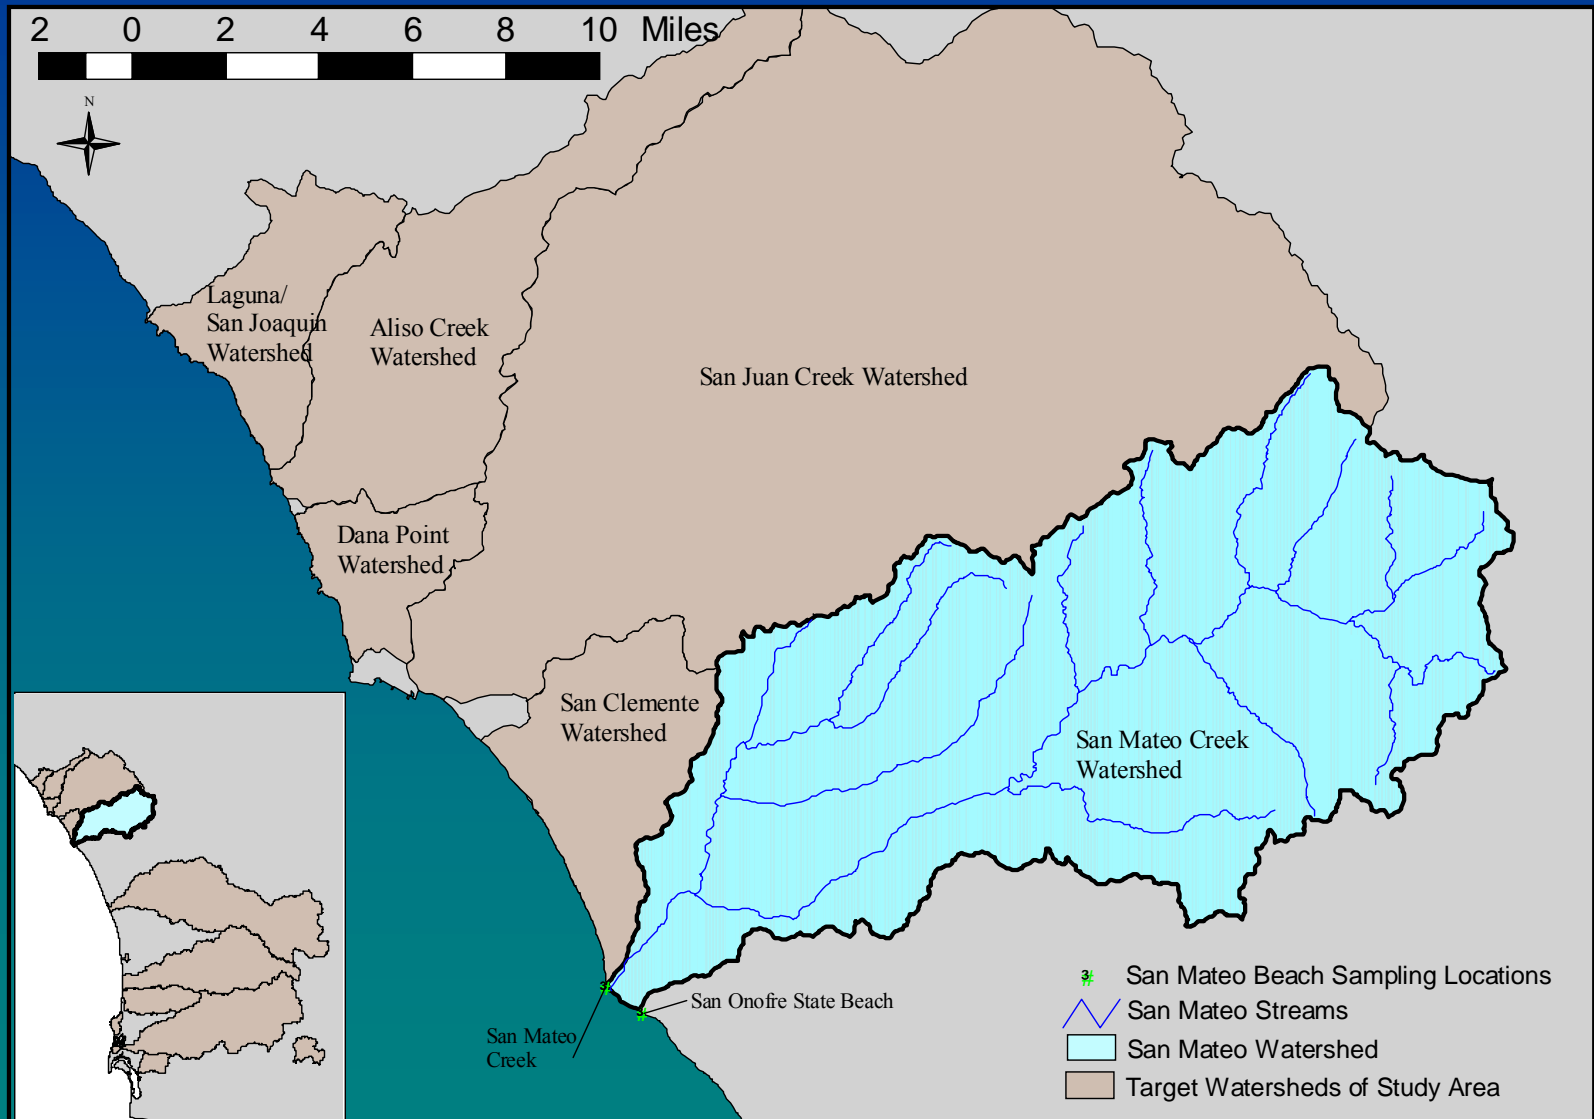 2 0 2 4 6 8 10 Miles
N
Laguna/
San Joaquin
Watershed
Aliso Creek
Watershed
San Juan Creek Watershed
Dana Point
Watershed
San Clemente
Watershed
San Mateo Creek
Watershed
San Onofre State Beach
San Mateo
Creek
San Mateo Beach Sampling Locations
San Mateo Streams
San Mateo Watershed
Target Watersheds of Study Area